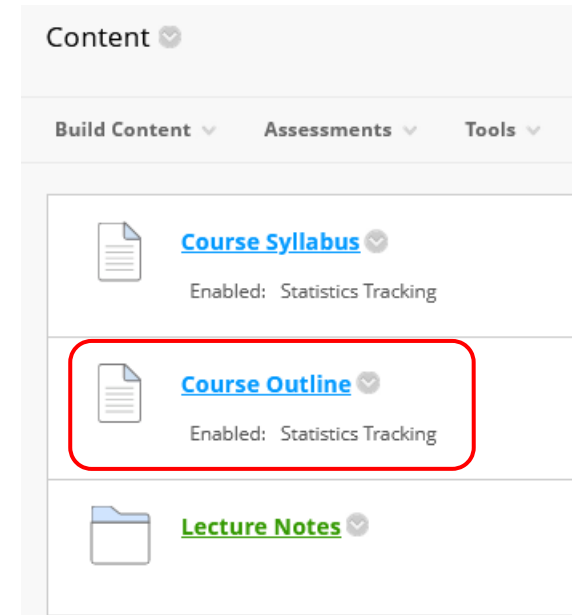 Content
Build Content Assessments Tools
Course Syllabus
Enabled: Statistics Tracking
Course Outline
Enabled: Statistics Tracking
Lecture Notes